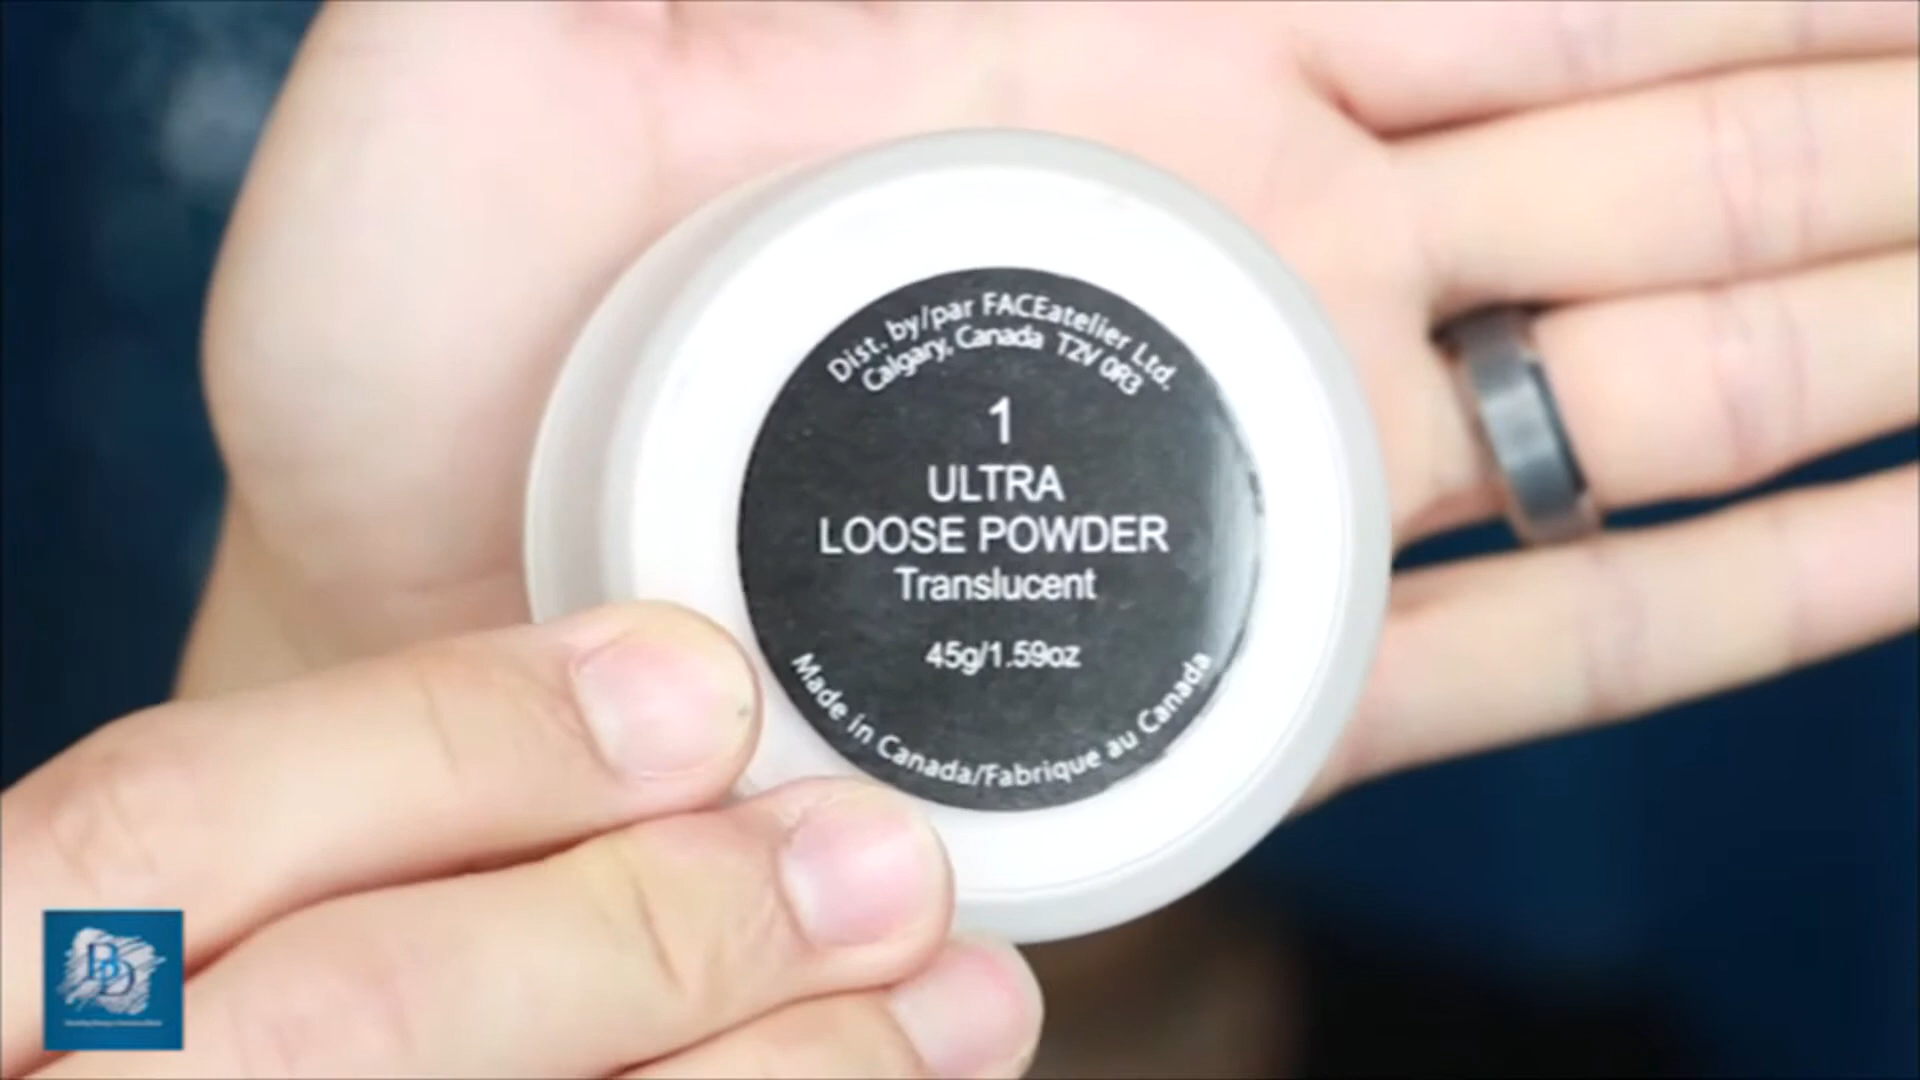 Dist. by/par FACEatelier Ltd.
Calgary, Canada T2V 0R3
1
ULTRA
LOOSE POWDER
Translucent
45g/1.59oz
Made in Canada/Fabrique au Canada